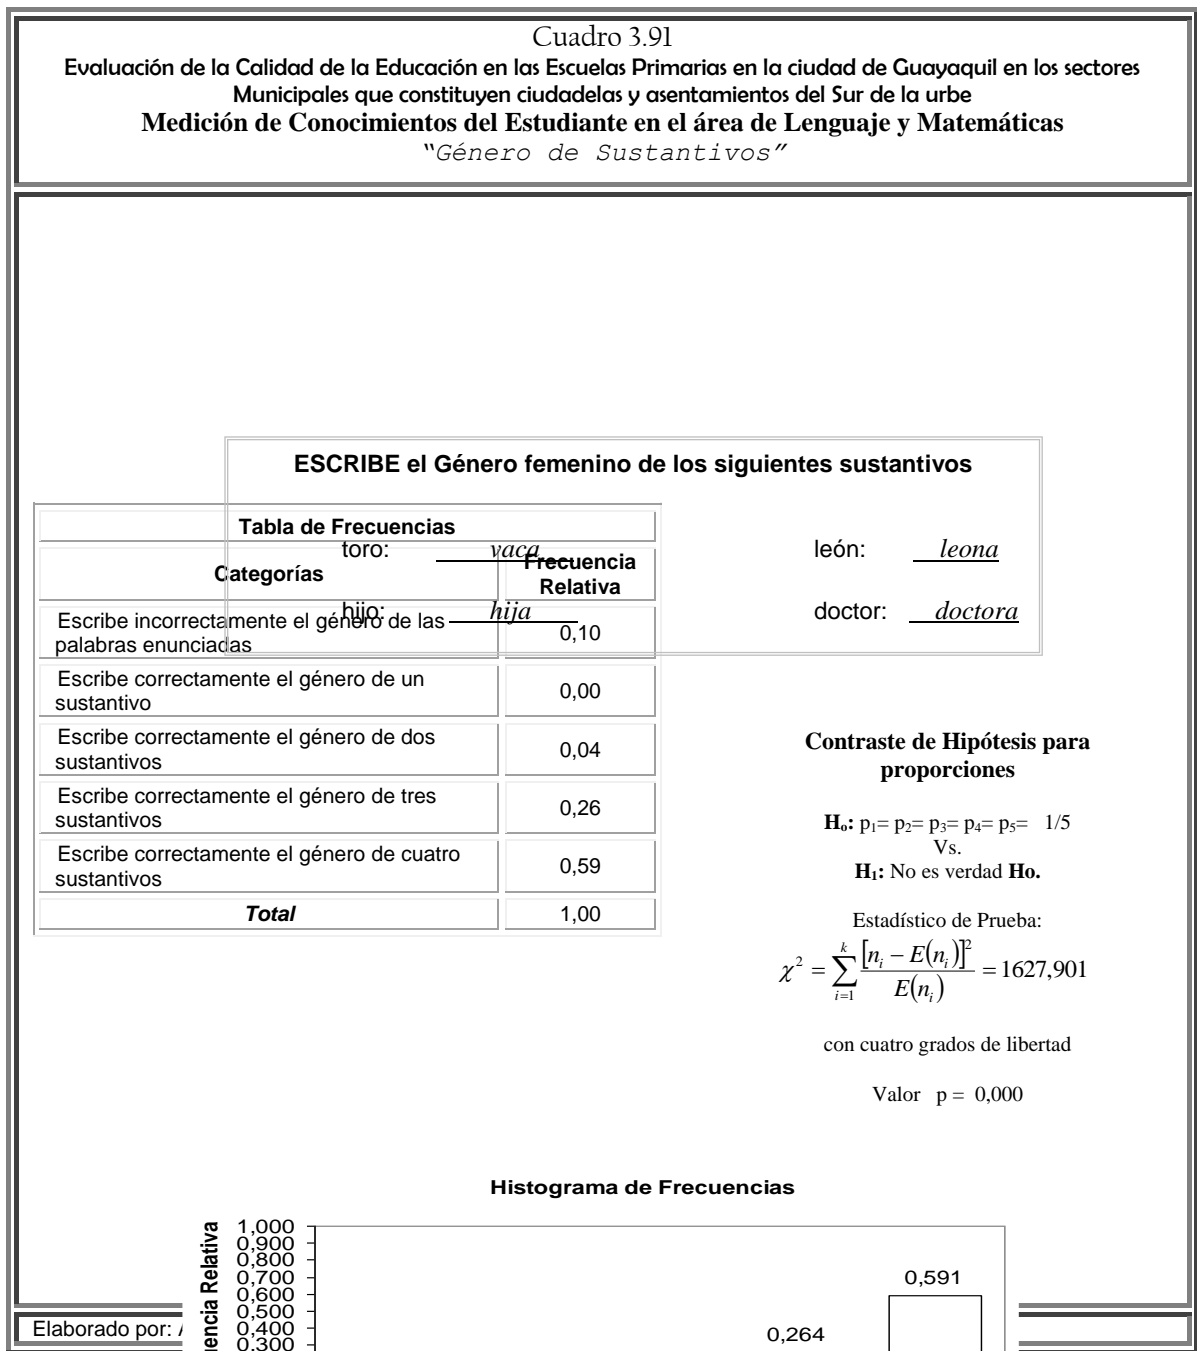 Cuadro 3.91
Evaluación de la Calidad de la Educación en las Escuelas Primarias en la ciudad de Guayaquil en los sectores
Municipales que constituyen ciudadelas y asentamientos del Sur de la urbe
Medición de Conocimientos del Estudiante en el área de Lenguaje y Matemáticas
“Género de Sustantivos”
ESCRIBE el Género femenino de los siguientes sustantivos
toro: vaca león: leona
hijo: hija doctor: doctora
Tabla de Frecuencias
Categorías Frecuencia
Relativa
Escribe incorrectamente el género de las
palabras enunciadas 0,10
Escribe correctamente el género de un
sustantivo 0,00
Escribe correctamente el género de dos
sustantivos 0,04
Escribe correctamente el género de tres
sustantivos 0,26
Escribe correctamente el género de cuatro
sustantivos 0,59
Total 1,00
Contraste de Hipótesis para
proporciones
Ho: p1= p2= p3= p4= p5= 1/5
Vs.
H1: No es verdad Ho.
Estadístico de Prueba:
χ² = ∑ i=1 k [ni − E(ni)]² / E(ni) = 1627,901
con cuatro grados de libertad
Valor p = 0,000
Histograma de Frecuencias
Relativa
1,000
0,900
0,800
0,700
0,600
0,500
0,400
0,300
0,591
0,264
Elaborado por: